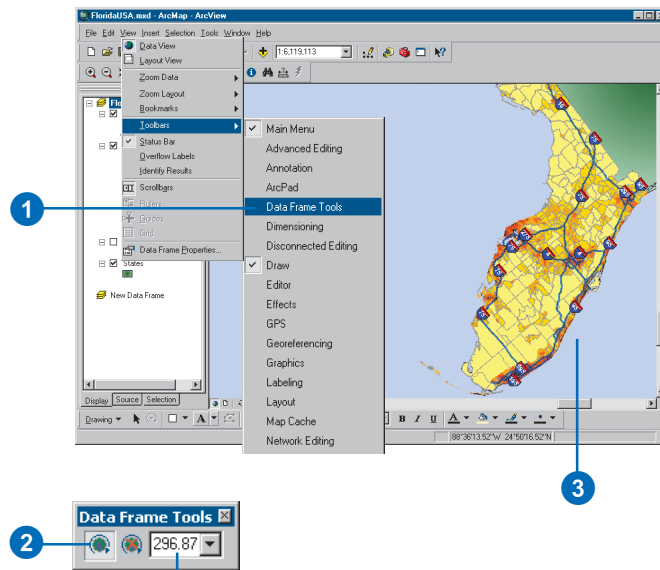 FloridaUSA.mxd - ArcMap - ArcView
File Edit View Insert Selection Tools Window Help
1:6,119,113
Data View
Layout View
Zoom Data
Zoom Layout
Bookmarks
Toolbars
Status Bar
Overflow Labels
Identify Results
Scrollbars
Rulers
Guides
Grid
Data Frame Properties...
Flo
States
New Data Frame
Main Menu
Advanced Editing
Annotation
ArcPad
Data Frame Tools
Dimensioning
Disconnected Editing
Draw
Editor
Effects
GPS
Georeferencing
Graphics
Labeling
Layout
Map Cache
Network Editing
1
3
Display Source Selection
Drawing A B I U A
88°36'13.52"W 24°50'16.52"N
Data Frame Tools
2
296.87